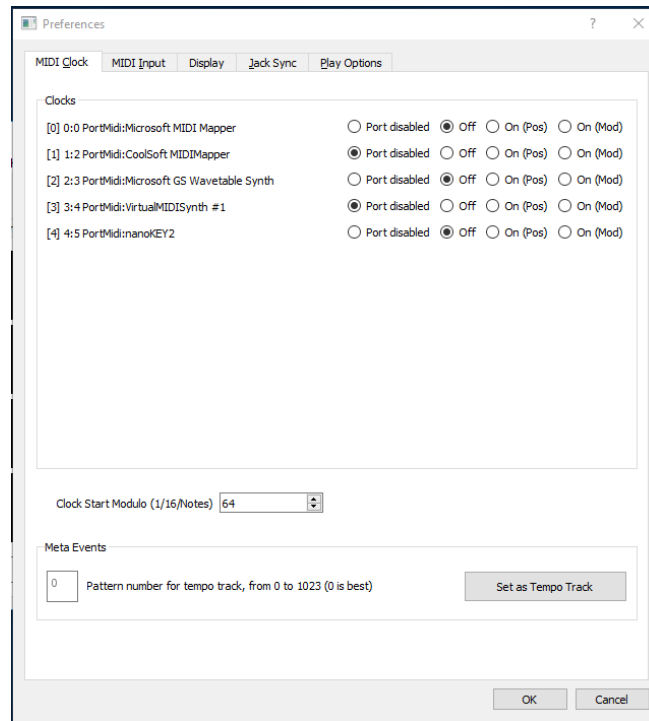 Preferences
MIDI Clock MIDI Input Display Jack Sync Play Options
Clocks
[0] 0:0 PortMidi:Microsoft MIDI Mapper Port disabled Off On (Pos) On (Mod)
[1] 1:2 PortMidi:CoolSoft MIDIMapper Port disabled Off On (Pos) On (Mod)
[2] 2:3 PortMidi:Microsoft GS Wavetable Synth Port disabled Off On (Pos) On (Mod)
[3] 3:4 PortMidi:VirtualMIDISynth #1 Port disabled Off On (Pos) On (Mod)
[4] 4:5 PortMidi:nanoKEY2 Port disabled Off On (Pos) On (Mod)
Clock Start Modulo (1/16/Notes) 64
Meta Events
0 Pattern number for tempo track, from 0 to 1023 (0 is best) Set as Tempo Track
OK Cancel